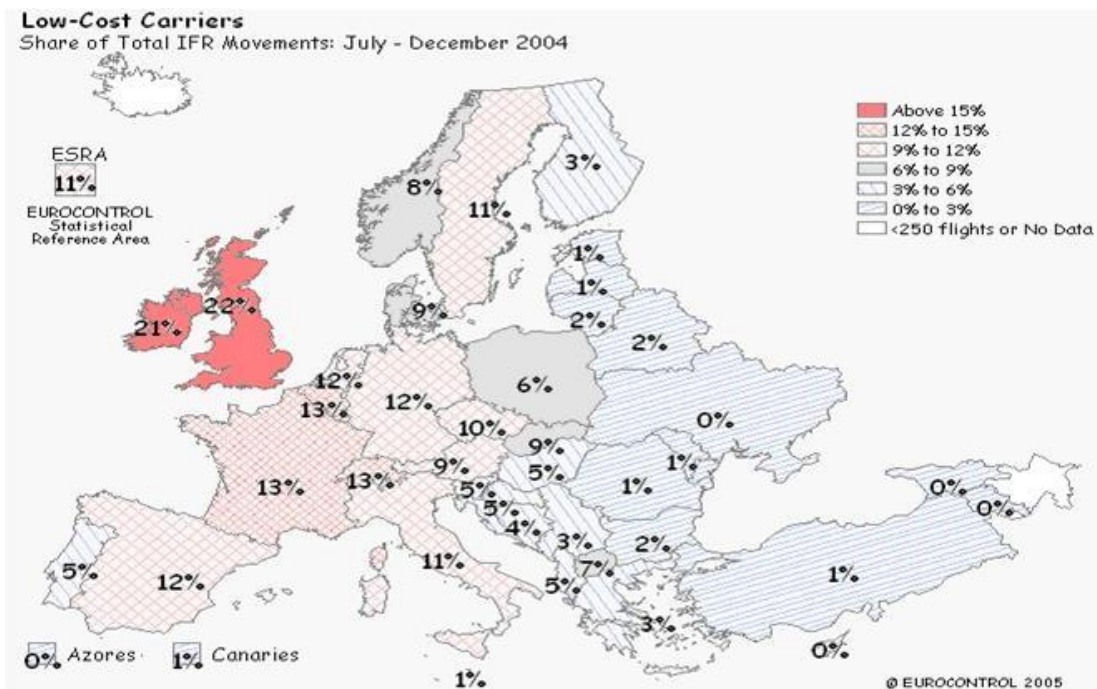 Low-Cost Carriers
Share of Total IFR Movements: July - December 2004
ESRA
11%
EUROCONTROL
Statistical
Reference Area
Above 15%
12% to 15%
9% to 12%
6% to 9%
3% to 6%
0% to 3%
<250 flights or No Data
8%
3%
11%
1%
1%
2%
9%
22%
21%
2%
12%
13%
12%
6%
10%
0%
9%
9%
5%
1%
1%
13%
13%
5%
5%
4%
3%
2%
0%
0%
5%
12%
11%
7%
5%
1%
3%
0%
1%
0% Azores
1% Canaries
© EUROCONTROL 2005